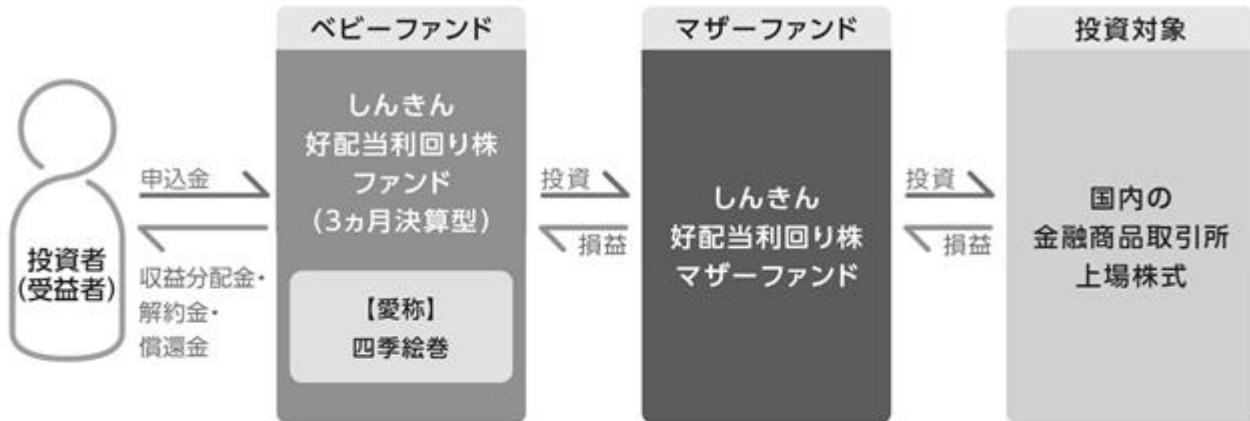 ベビーファンド
マザーファンド
投資対象
しんきん
好配当利回り株
ファンド
(3ヵ月決算型)
【愛称】
四季絵巻
しんきん
好配当利回り株
マザーファンド
国内の
金融商品取引所
上場株式
投資者
(受益者)
申込金
収益分配金・
解約金・
償還金
投資
損益
投資
損益